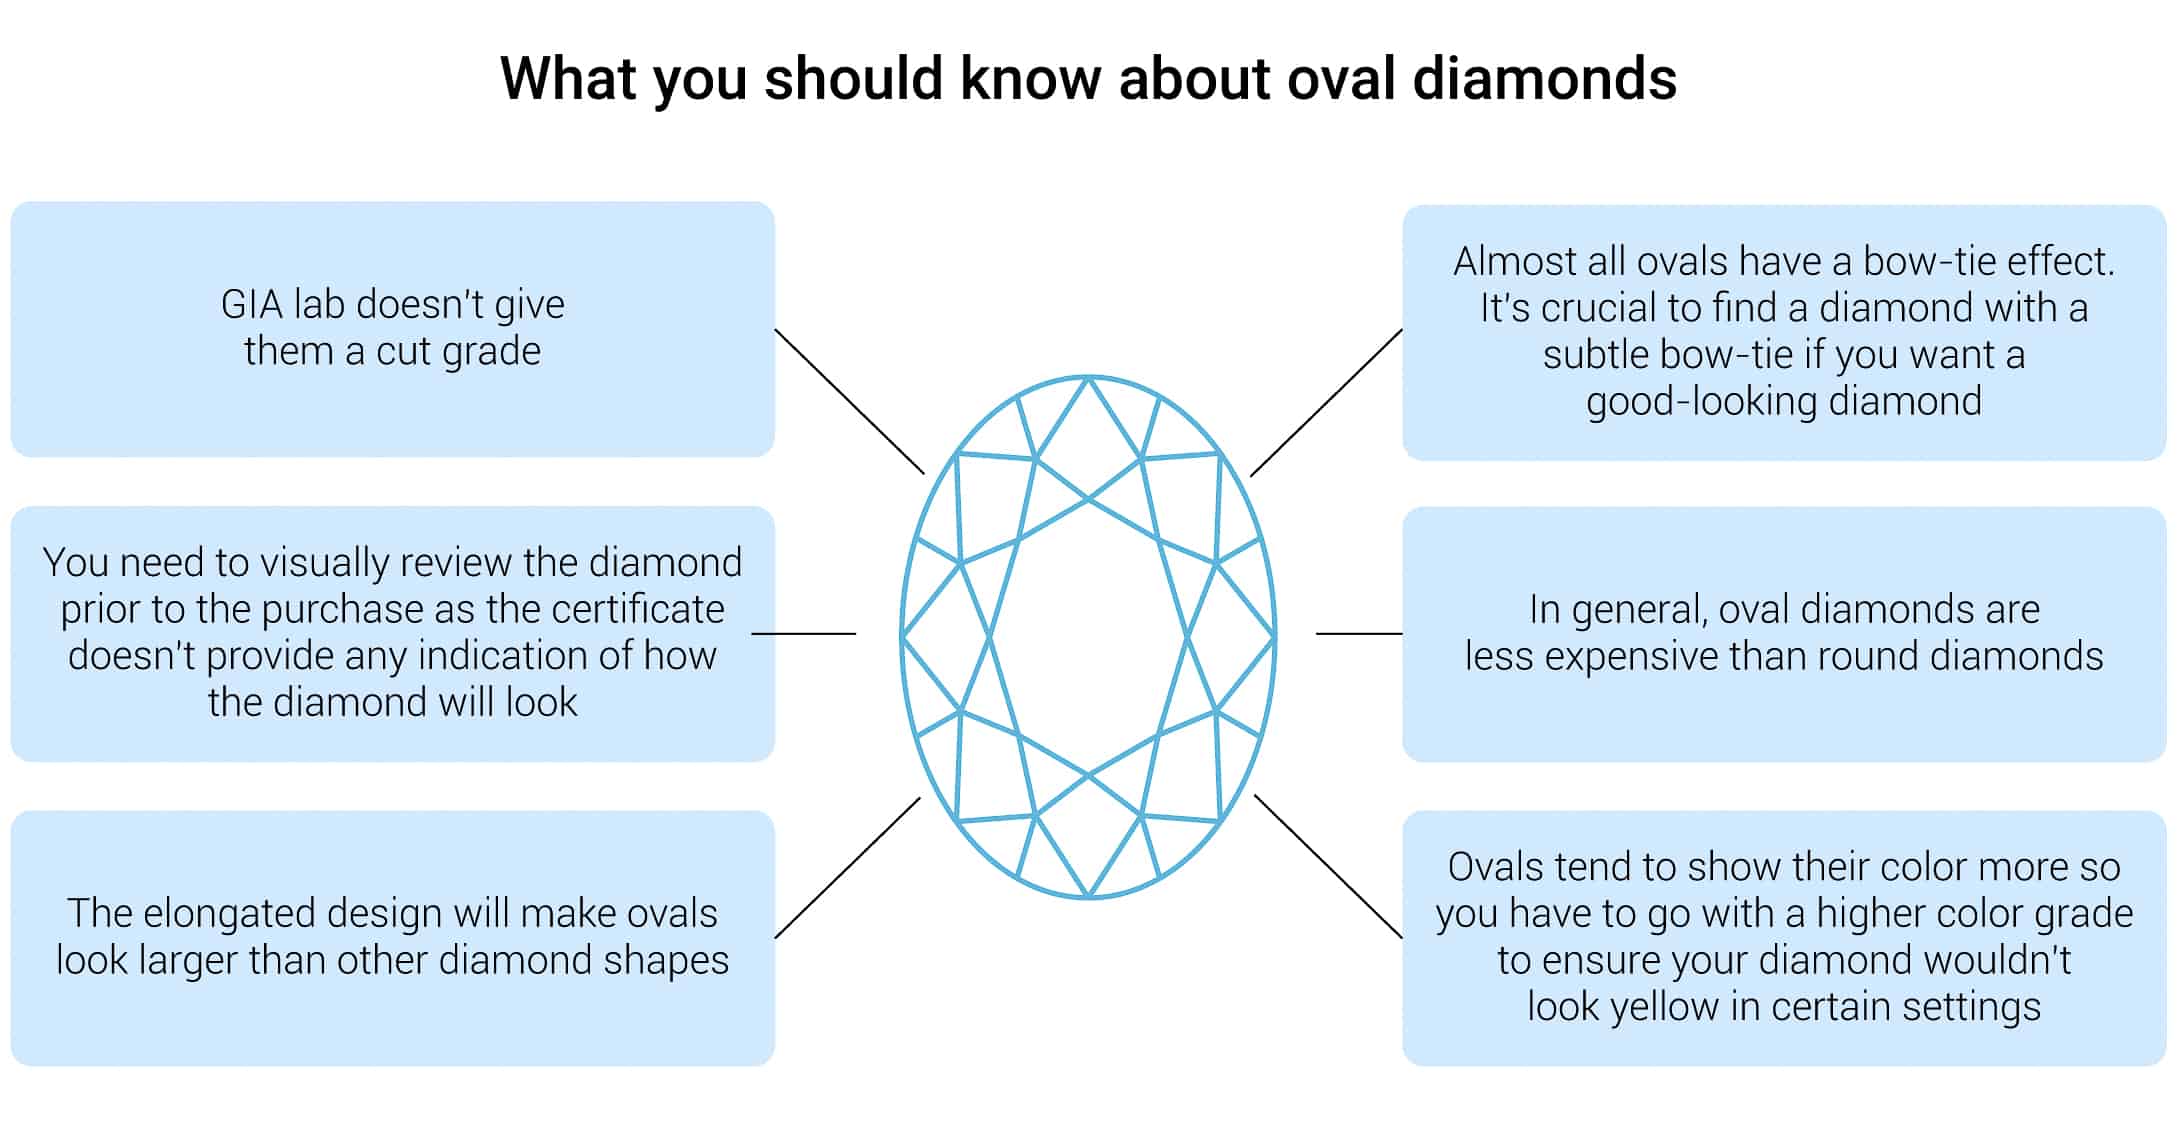 What you should know about oval diamonds
GIA lab doesn't give
them a cut grade
You need to visually review the diamond
prior to the purchase as the certificate
doesn't provide any indication of how
the diamond will look
The elongated design will make ovals
look larger than other diamond shapes
Almost all ovals have a bow-tie effect.
It's crucial to find a diamond with a
subtle bow-tie if you want a
good-looking diamond
In general, oval diamonds are
less expensive than round diamonds
Ovals tend to show their color more so
you have to go with a higher color grade
to ensure your diamond wouldn't
look yellow in certain settings